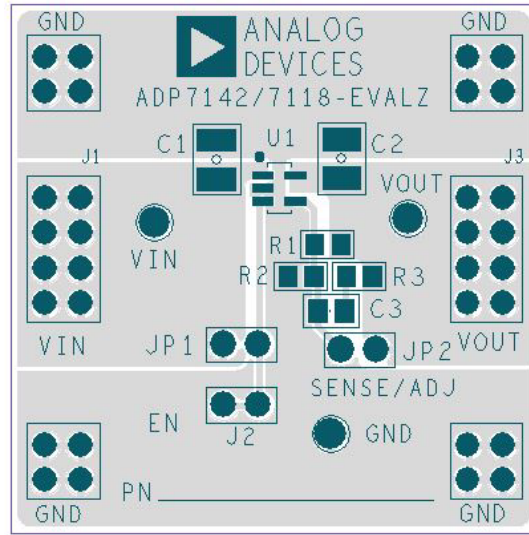 GND
GND
ANALOG
DEVICES
ADP7142/7118-EVALZ
C1
U1
C2
J1
J3
VOUT
VIN
R1
R2
R3
C3
VIN
JP1
JP2
VOUT
SENSE/ADJ
EN
J2
GND
PN
GND
GND